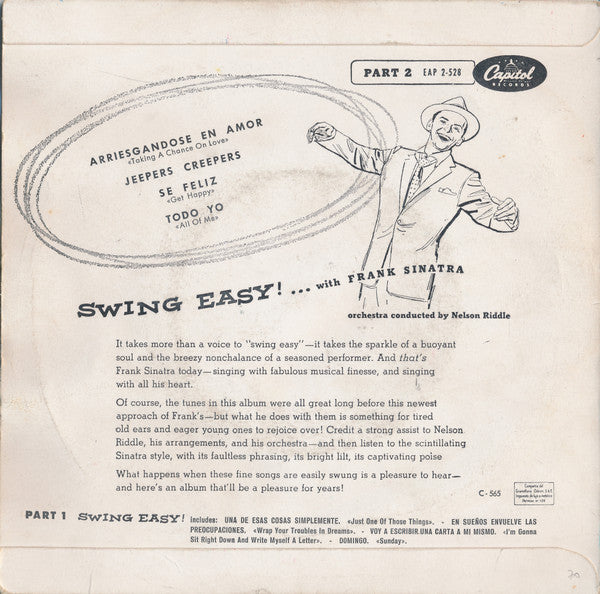 PART 2 EAP 2-528
Capitol
RECORDS
ARRIESGANDOSE EN AMOR
«Taking A Chance On Love»
JEEPERS CREEPERS
SE FELIZ
«Get Happy»
TODO YO
«All Of Me»
SWING EASY! ... with FRANK SINATRA
orchestra conducted by Nelson Riddle
It takes more than a voice to "swing easy"—it takes the sparkle of a buoyant
soul and the breezy nonchalance of a seasoned performer. And that's
Frank Sinatra today—singing with fabulous musical finesse, and singing
with all his heart.
Of course, the tunes in this album were all great long before this newest
approach of Frank's—but what he does with them is something for tired
old ears and eager young ones to rejoice over! Credit a strong assist to Nelson
Riddle, his arrangements, and his orchestra—and then listen to the scintillating
Sinatra style, with its faultless phrasing, its bright lilt, its captivating poise
What happens when these fine songs are easily swung is a pleasure to hear—
and here's an album that'll be a pleasure for years!
C - 565
PART 1 SWING EASY! includes: UNA DE ESAS COSAS SIMPLEMENTE. «Just One Of Those Things». - EN SUEÑOS ENVUELVE LAS
PREOCUPACIONES. «Wrap Your Troubles In Dreams». - VOY A ESCRIBIR UNA CARTA A MI MISMO. «I'm Gonna
Sit Right Down And Write Myself A Letter». - DOMINGO. «Sunday».